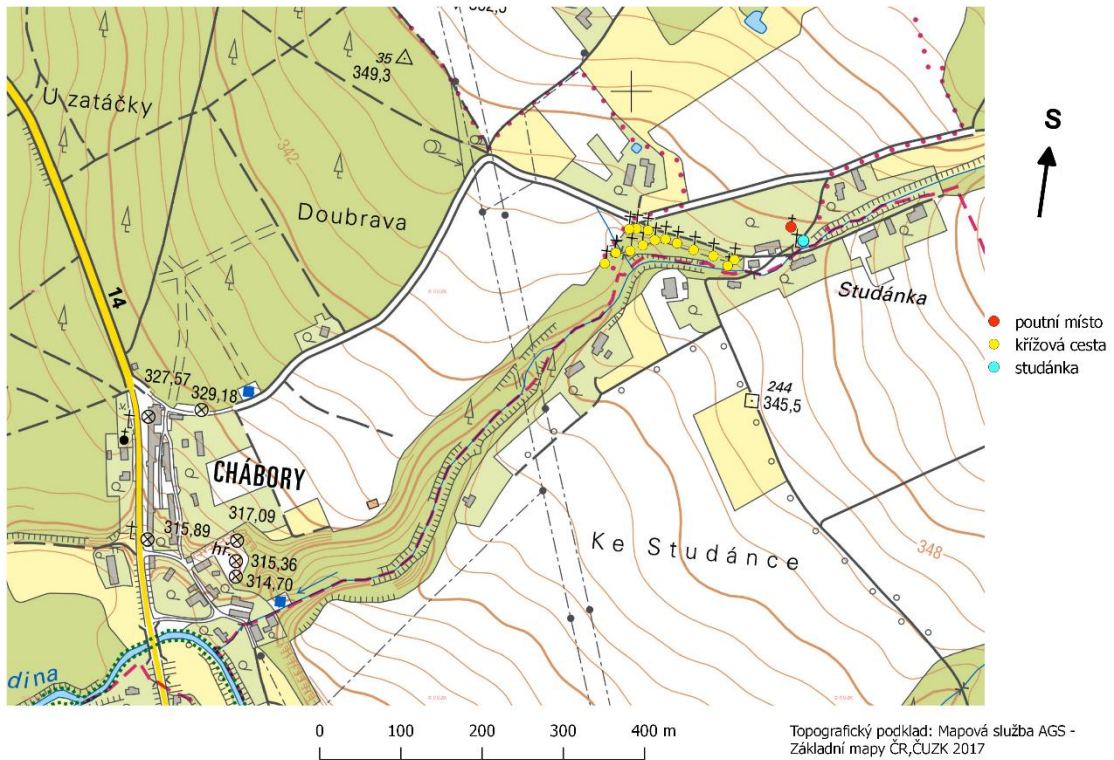 35
349,3
U zatáčky
342
S
Doubrava
14
Studánka
poutní místo
křížová cesta
studánka
327,57
329,18
244
345,5
CHÁBORY
317,09
315,89
hř.
315,36
314,70
Ke Studánce
348
dina
0 100 200 300 400 m
Topografický podklad: Mapová služba AGS -
Základní mapy ČR,ČUZK 2017